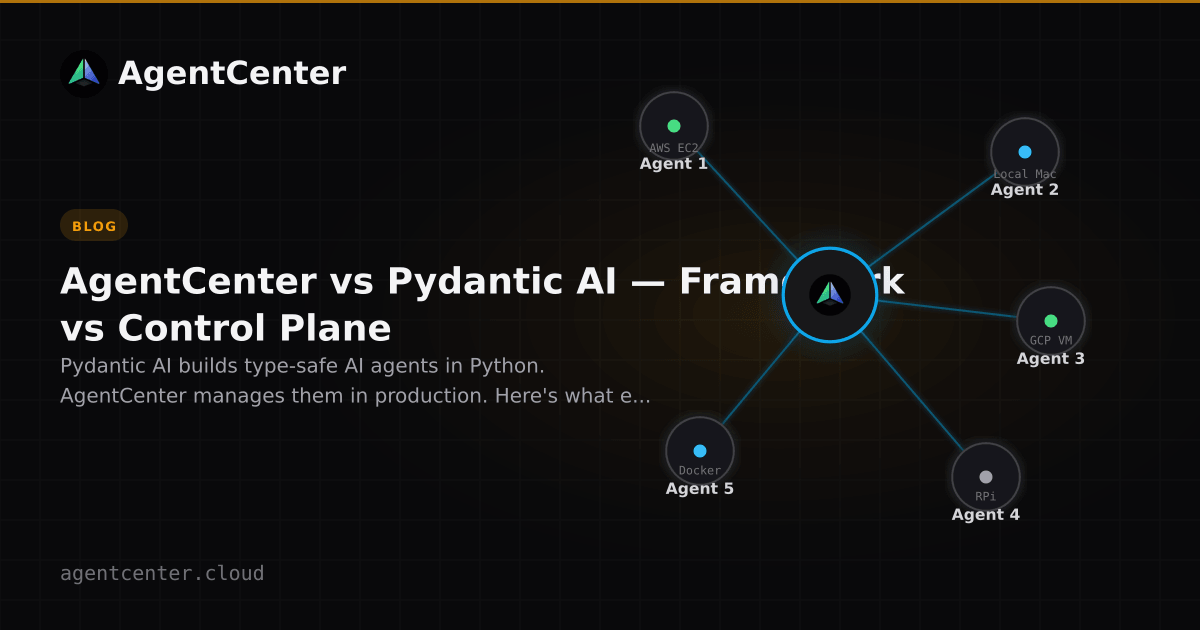 AgentCenter
BLOG
AgentCenter vs Pydantic AI — Fram rk
vs Control Plane
Pydantic AI builds type-safe AI agents in Python.
AgentCenter manages them in production. Here's what e...
agentcenter.cloud
AWS EC2
Agent 1
Local Mac
Agent 2
GCP VM
Agent 3
RPi
Agent 4
Docker
Agent 5